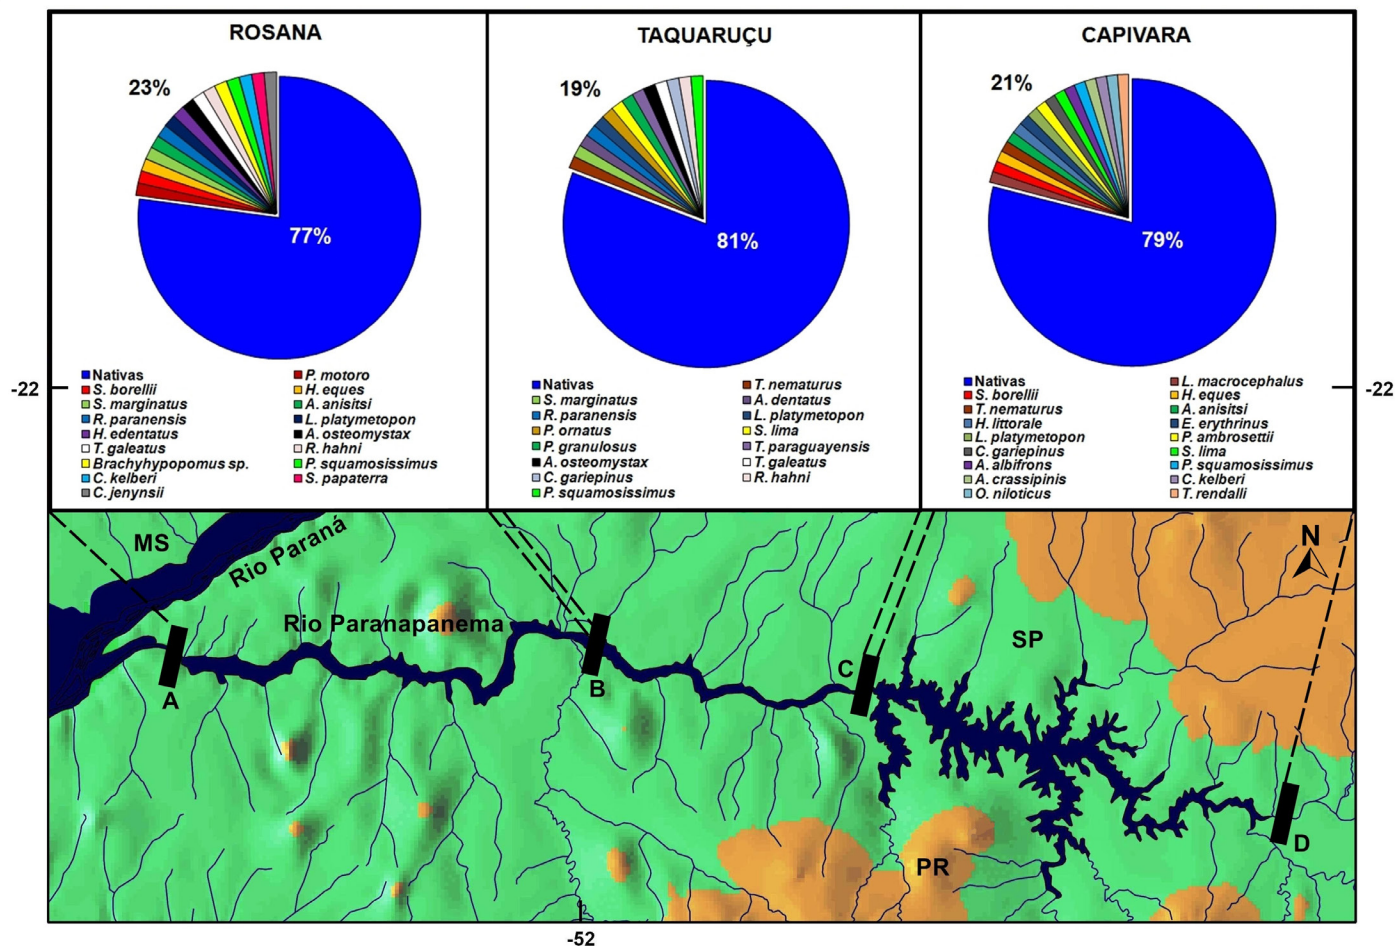 ROSANA
23%
77%
Nativas
P. motoro
S. borellii
H. eques
S. marginatus
A. anisitsi
R. paranensis
L. platymetopon
H. edentatus
A. osteomystax
T. galeatus
R. hahni
Brachyhypopomus sp.
P. squamosissimus
C. kelberi
S. papaterra
C. jenynsii
TAQUARUÇU
19%
81%
Nativas
T. nematurus
S. marginatus
A. dentatus
R. paranensis
L. platymetopon
P. ornatus
S. lima
P. granulosus
T. paraguayensis
A. osteomystax
T. galeatus
C. gariepinus
R. hahni
P. squamosissimus
CAPIVARA
21%
79%
Nativas
L. macrocephalus
S. borellii
H. eques
T. nematurus
A. anisitsi
H. littorale
E. erythrinus
L. platymetopon
P. ambrosettii
C. gariepinus
S. lima
A. albifrons
P. squamosissimus
A. crassipinis
C. kelberi
O. niloticus
T. rendalli
-22
-22
MS
Rio Paraná
N
Rio Paranapanema
SP
A
B
C
D
PR
-52